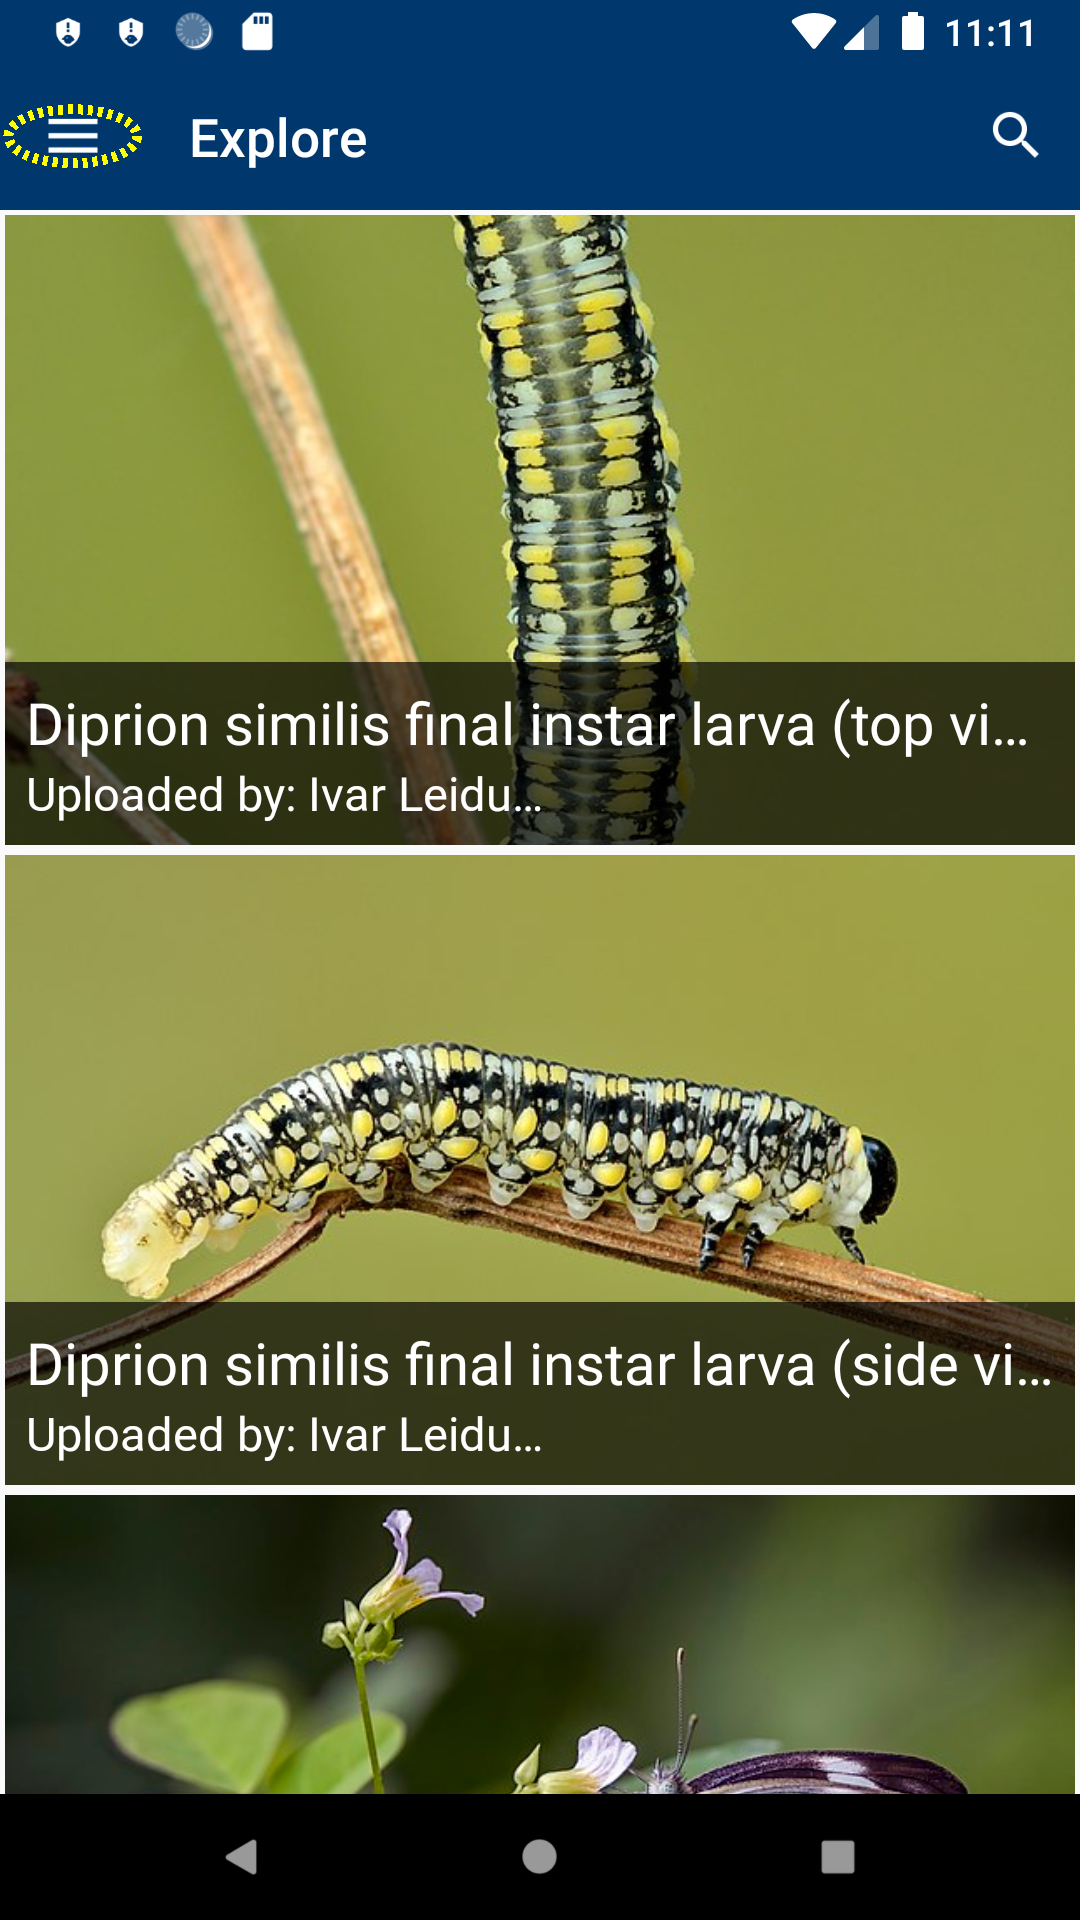 11:11
Explore
Diprion similis final instar larva (top vi…
Uploaded by: Ivar Leidu…
Diprion similis final instar larva (side vi…
Uploaded by: Ivar Leidu…